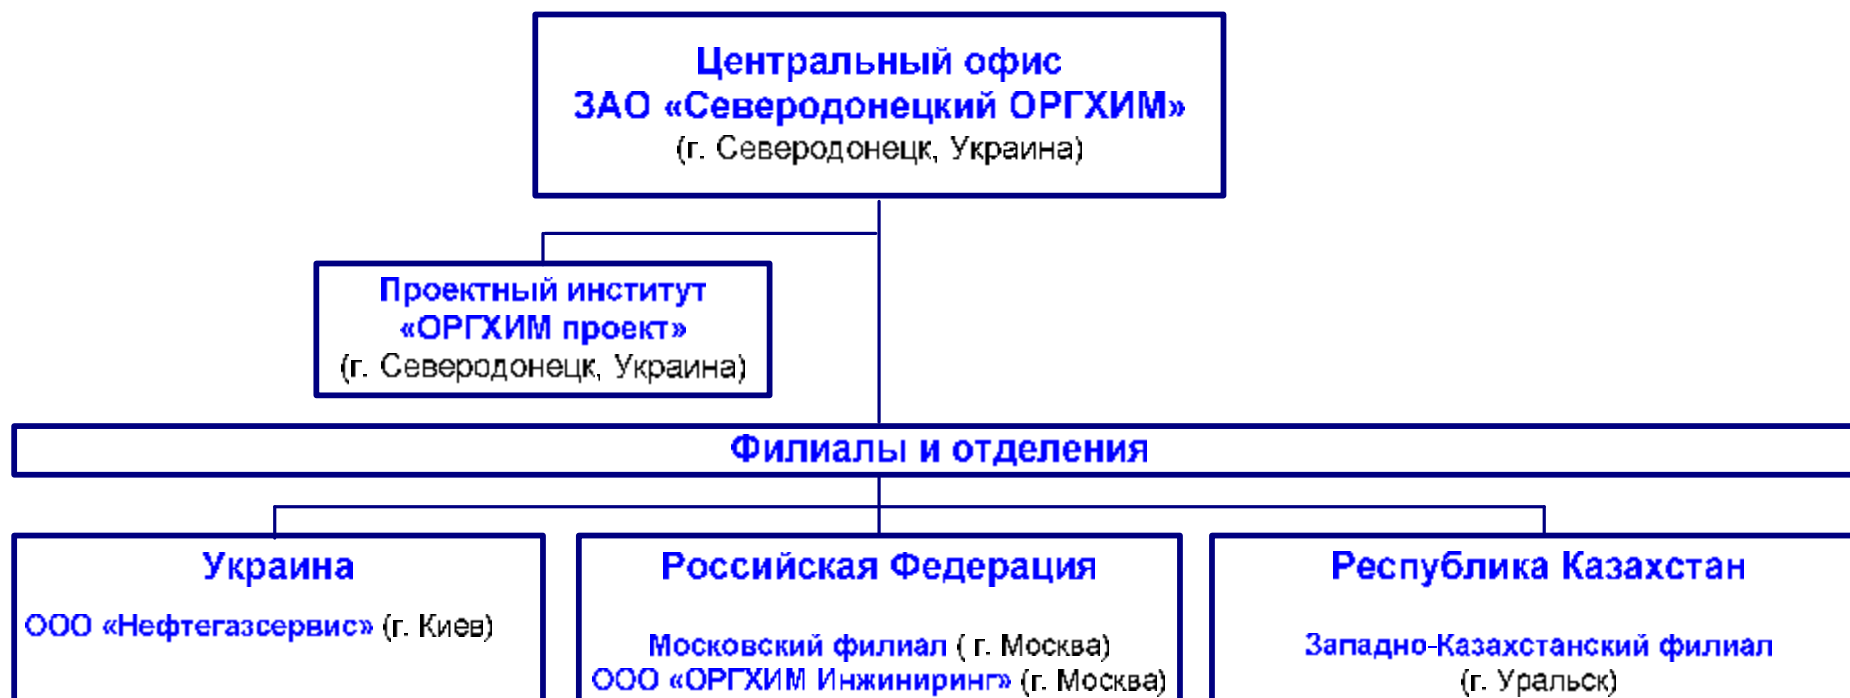 Центральный офис
ЗАО «Северодонецкий ОРГХИМ»
(г. Северодонецк, Украина)
Проектный институт
«ОРГХИМ проект»
(г. Северодонецк, Украина)
Филиалы и отделения
Украина
ООО «Нефтегазсервис» (г. Киев)
Российская Федерация
Московский филиал ( г. Москва)
ООО «ОРГХИМ Инжиниринг» (г. Москва)
Республика Казахстан
Западно-Казахстанский филиал
(г. Уральск)